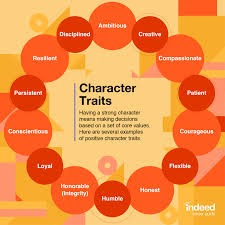 Ambitious
Creative
Compassionate
Patient
Courageous
Flexible
Honest
Humble
Honorable
(Integrity)
Loyal
Conscientious
Persistent
Resilient
Disciplined
Character
Traits
Having a strong character
means making decisions
based on a set of core values.
Here are several examples
of positive character traits.
indeed
career guide